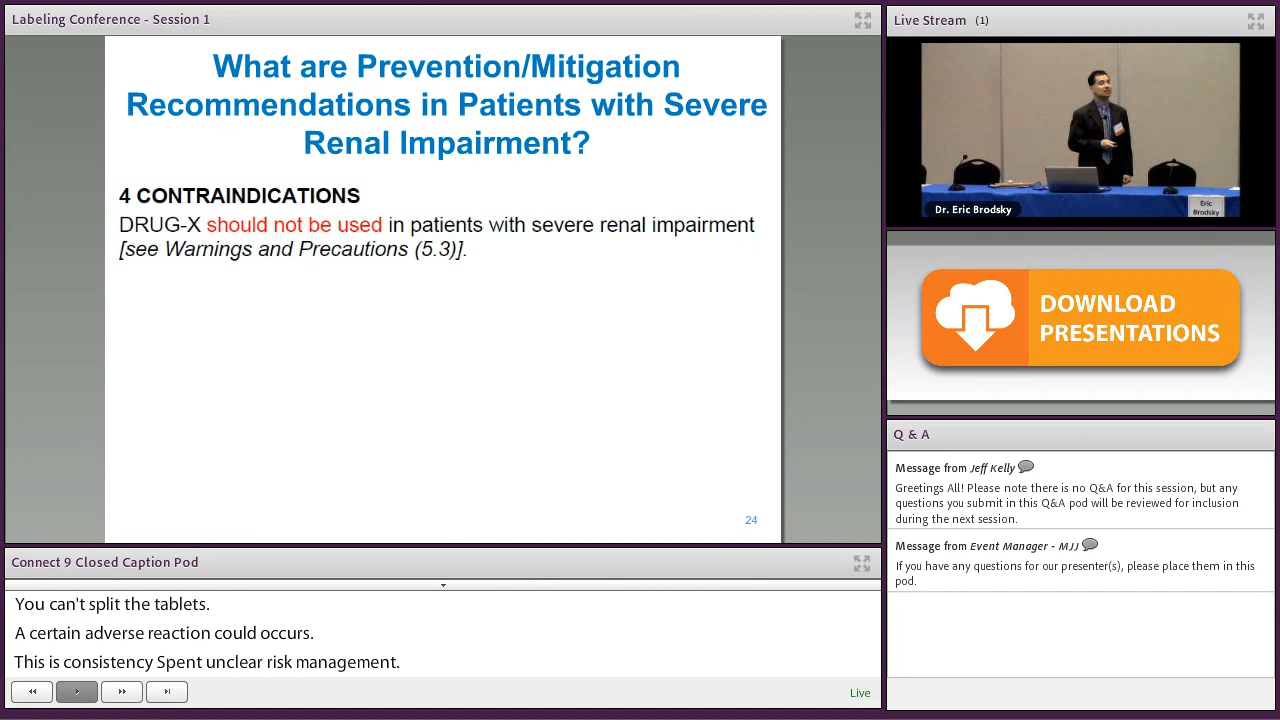 Labeling Conference - Session 1
What are Prevention/Mitigation
Recommendations in Patients with Severe
Renal Impairment?
4 CONTRAINDICATIONS
DRUG-X should not be used in patients with severe renal impairment
[see Warnings and Precautions (5.3)].
24
Connect 9 Closed Caption Pod
You can't split the tablets.
A certain adverse reaction could occurs.
This is consistency Spent unclear risk management.
Live
Live Stream (1)
Dr. Eric Brodsky
Eric
Brodsky
DOWNLOAD
PRESENTATIONS
Q & A
Message from Jeff Kelly
Greetings All! Please note there is no Q&A for this session, but any
questions you submit in this Q&A pod will be reviewed for inclusion
during the next session.
Message from Event Manager - MJJ
If you have any questions for our presenter(s), please place them in this
pod.